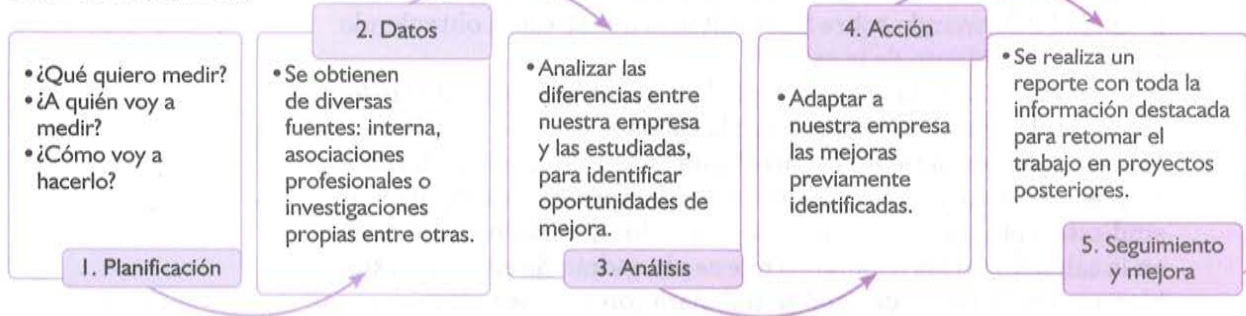 • ¿Qué quiero medir?
• ¿A quién voy a
medir?
• ¿Cómo voy a
hacerlo?
1. Planificación
2. Datos
• Se obtienen
de diversas
fuentes: interna,
asociaciones
profesionales o
investigaciones
propias entre otras.
• Analizar las
diferencias entre
nuestra empresa
y las estudiadas,
para identificar
oportunidades de
mejora.
3. Análisis
4. Acción
• Adaptar a
nuestra empresa
las mejoras
previamente
identificadas.
• Se realiza un
reporte con toda la
información destacada
para retomar el
trabajo en proyectos
posteriores.
5. Seguimiento
y mejora